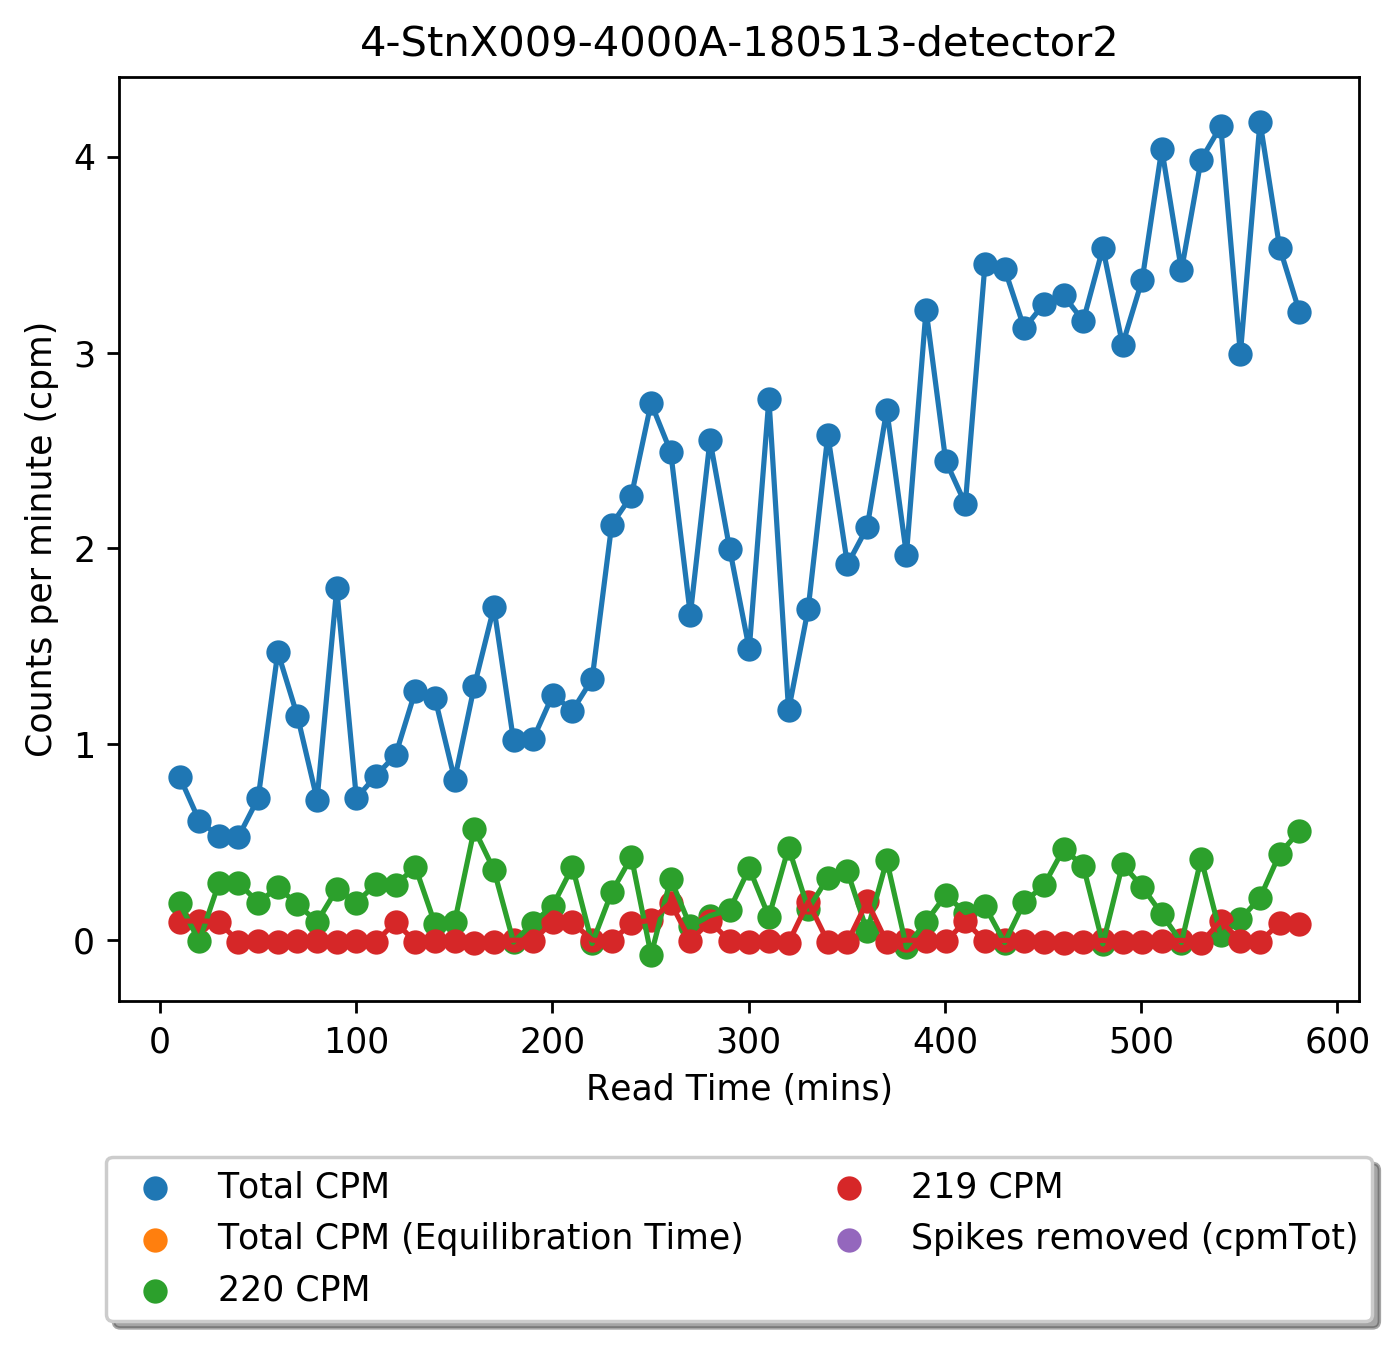 4-StnX009-4000A-180513-detector2
Counts per minute (cpm)
4
3
2
1
0
0 100 200 300 400 500 600
Read Time (mins)
Total CPM
Total CPM (Equilibration Time)
220 CPM
219 CPM
Spikes removed (cpmTot)